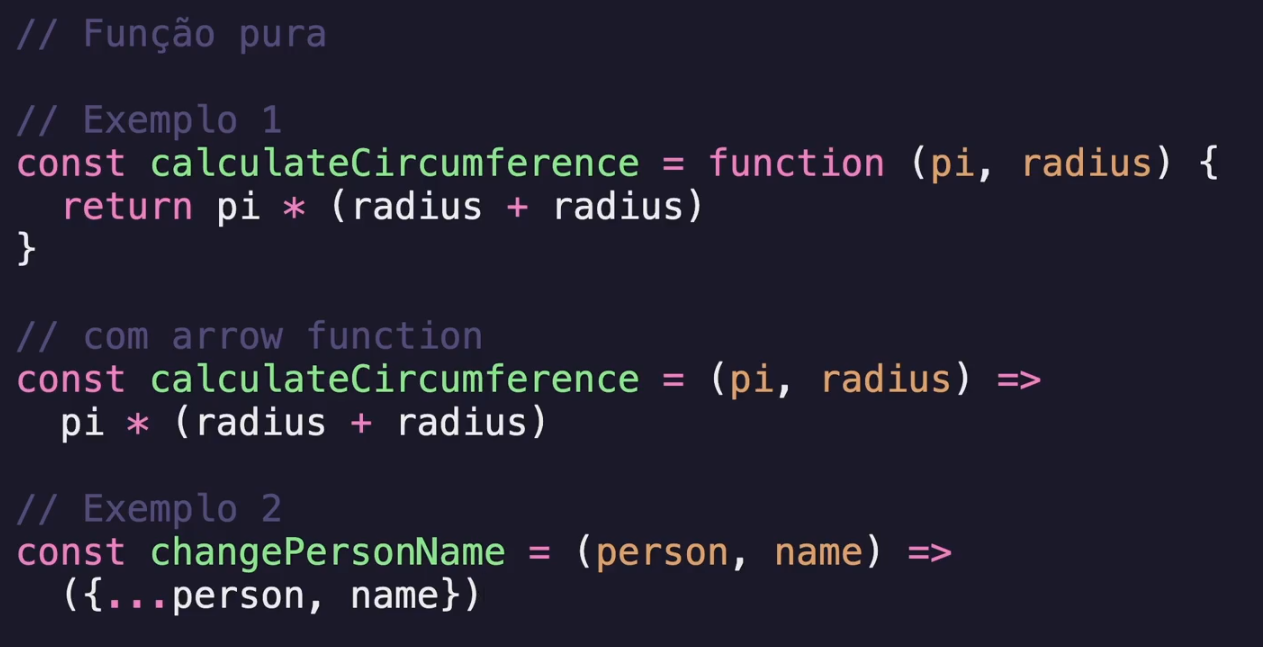 // Função pura
// Exemplo 1
const calculateCircumference = function (pi, radius) {
  return pi * (radius + radius)
}
// com arrow function
const calculateCircumference = (pi, radius) =>
  pi * (radius + radius)
// Exemplo 2
const changePersonName = (person, name) =>
  ({...person, name})